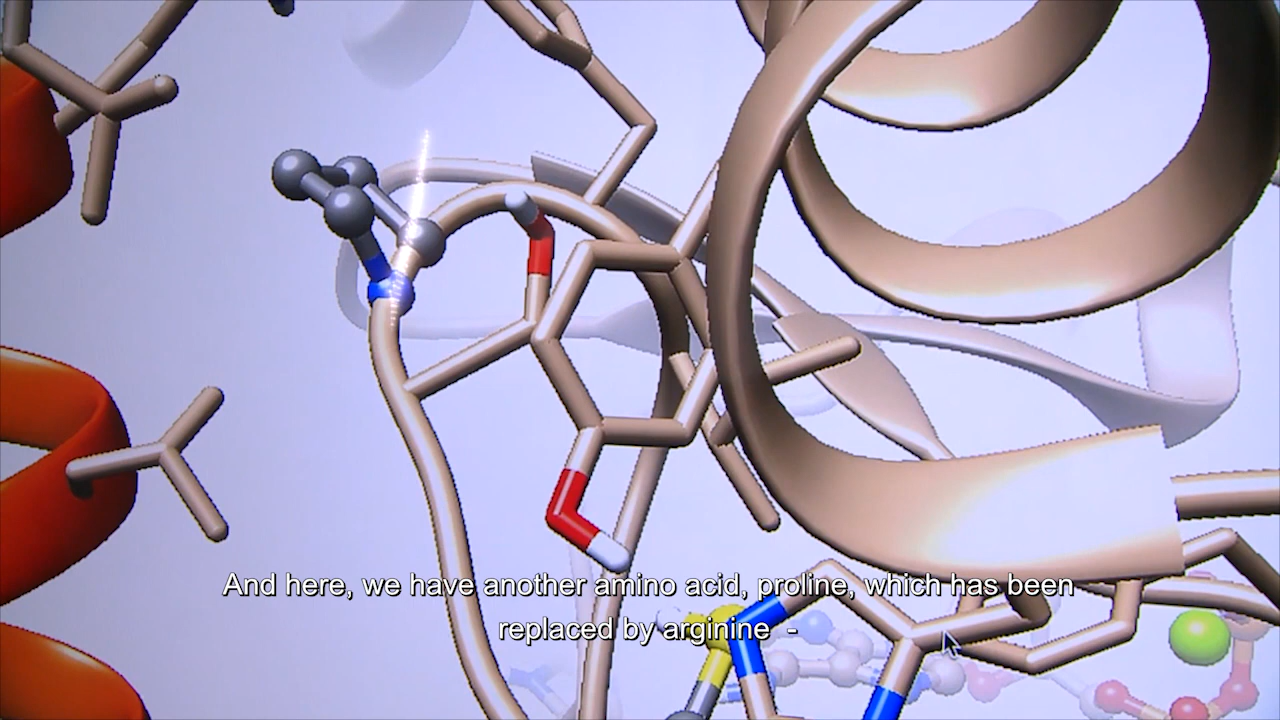 And here, we have another amino acid, proline, which has been
replaced by arginine -